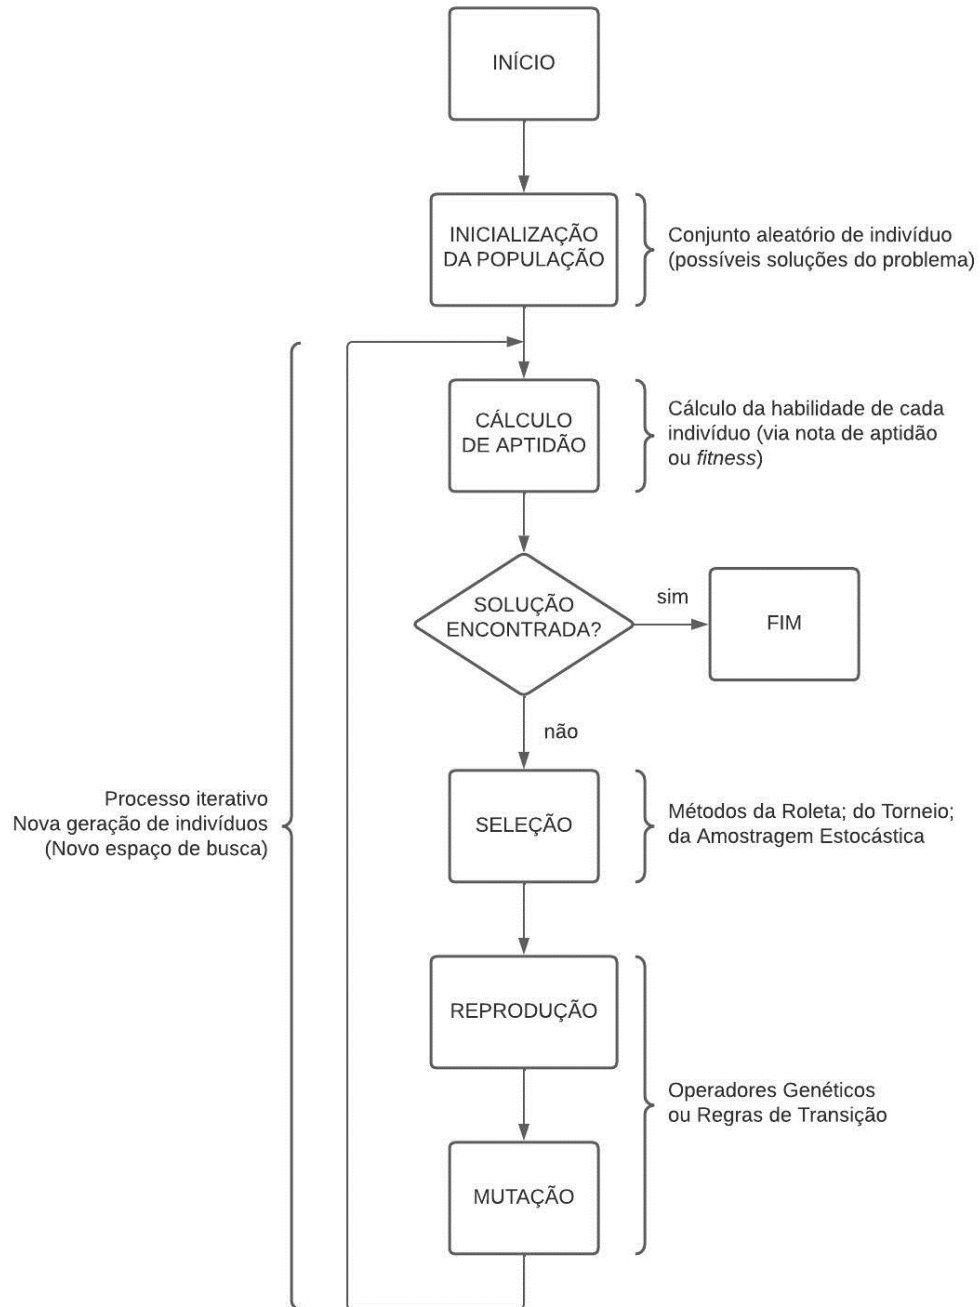 INÍCIO
INICIALIZAÇÃO
DA POPULAÇÃO
Conjunto aleatório de indivíduo
(possíveis soluções do problema)
CÁLCULO
DE APTIDÃO
Cálculo da habilidade de cada
indivíduo (via nota de aptidão
ou fitness)
SOLUÇÃO
ENCONTRADA?
sim
FIM
não
Processo iterativo
Nova geração de indivíduos
(Novo espaço de busca)
SELEÇÃO
Métodos da Roleta; do Torneio;
da Amostragem Estocástica
REPRODUÇÃO
Operadores Genéticos
ou Regras de Transição
MUTAÇÃO